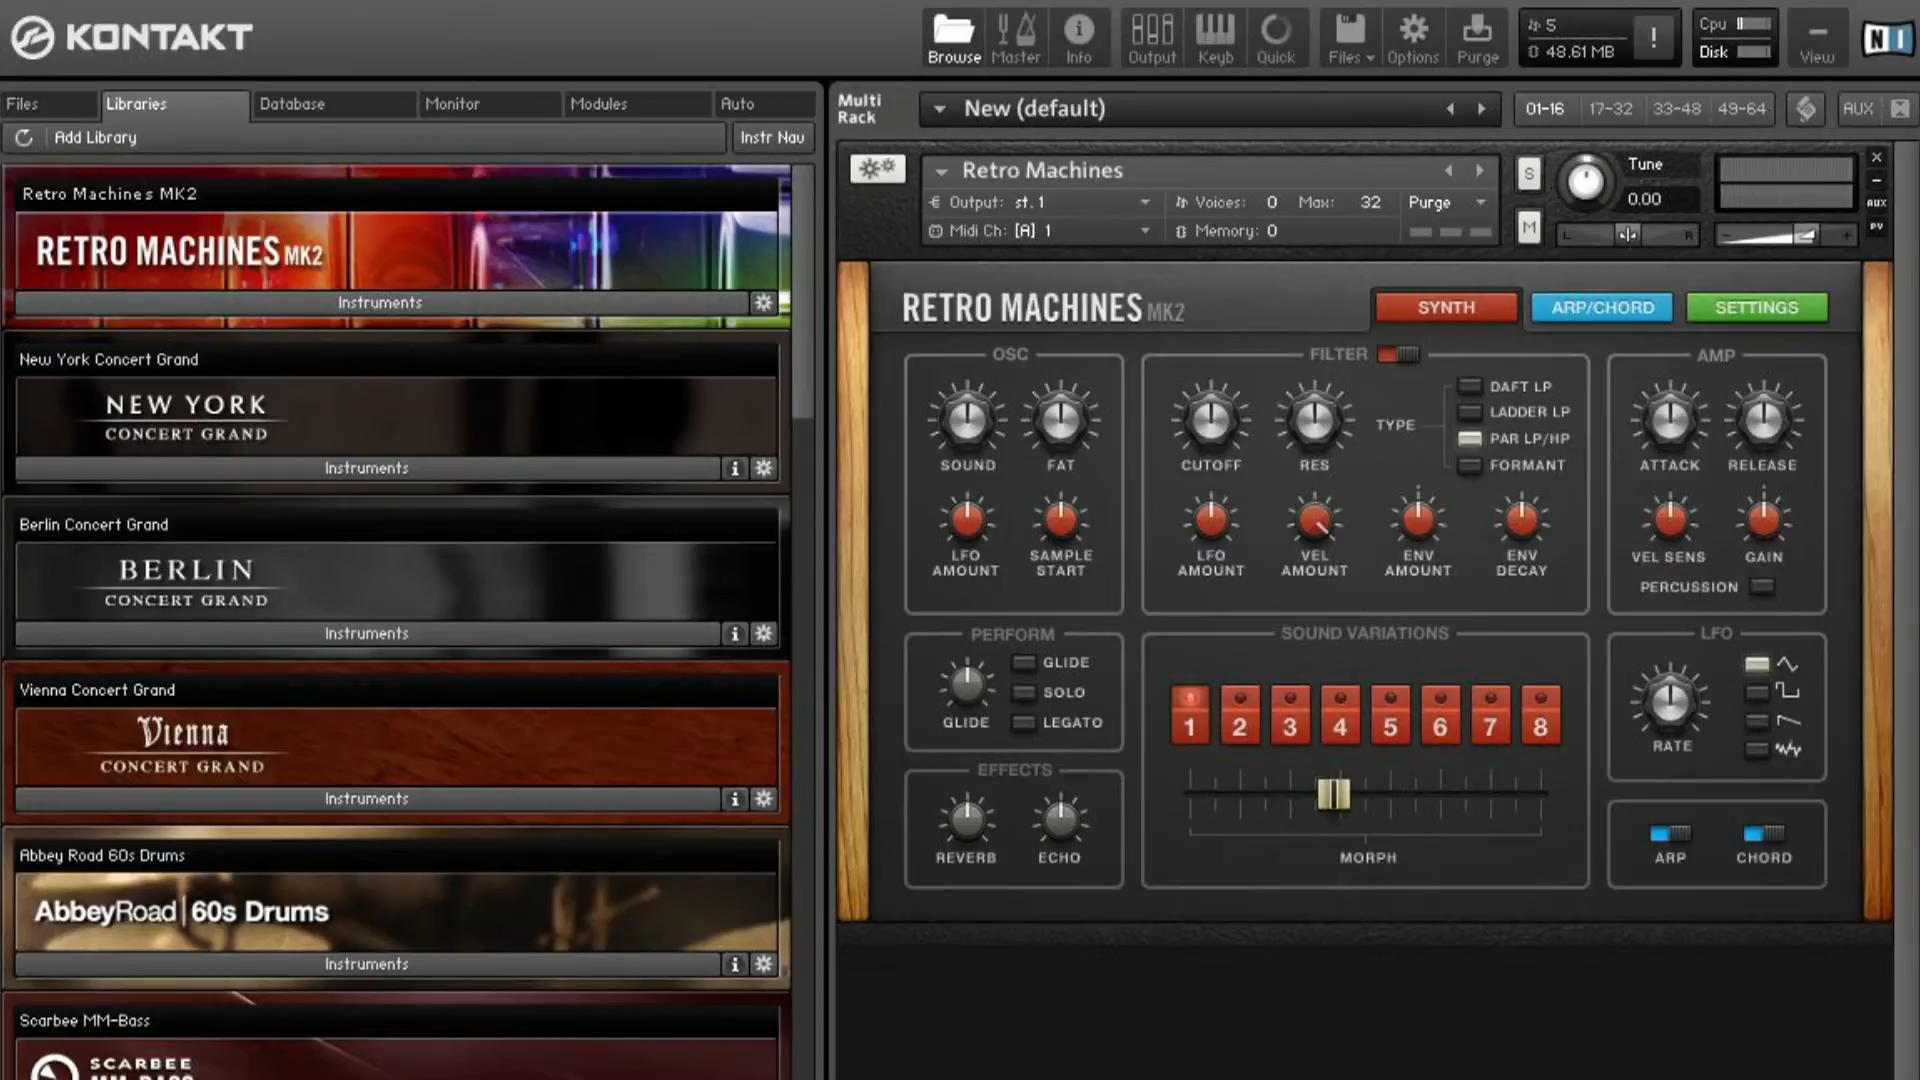 KONTAKT
Browse
Master
Info
Output
Keyb
Quick
Files
Options
Purge
5
48.61 MB
!
Cpu
Disk
View
NI
Files
Libraries
Database
Monitor
Modules
Auto
Add Library
Instr Nav
Retro Machines MK2
RETRO MACHINES MK2
Instruments
New York Concert Grand
NEW YORK
CONCERT GRAND
Instruments
i
Berlin Concert Grand
BERLIN
CONCERT GRAND
Instruments
i
Vienna Concert Grand
Vienna
CONCERT GRAND
Instruments
i
Abbey Road 60s Drums
AbbeyRoad | 60s Drums
Instruments
i
Scarbee MM-Bass
SCARBEE
MM-BASS
Multi
Rack
New (default)
01-16
17-32
33-48
49-64
AUX
Retro Machines
Output: st.1
Voices: 0 Max: 32
Purge
Midi Ch: [A] 1
Memory: 0
S
M
Tune
0.00
L
R
AUX
PV
RETRO MACHINES MK2
SYNTH
ARP/CHORD
SETTINGS
OSC
SOUND
FAT
LFO
AMOUNT
SAMPLE
START
FILTER
CUTOFF
RES
TYPE
DAFT LP
LADDER LP
PAR LP/HP
FORMANT
LFO
AMOUNT
VEL
AMOUNT
ENV
AMOUNT
ENV
DECAY
AMP
ATTACK
RELEASE
VEL SENS
GAIN
PERCUSSION
PERFORM
GLIDE
GLIDE
SOLO
LEGATO
EFFECTS
REVERB
ECHO
SOUND VARIATIONS
1 2 3 4 5 6 7 8
MORPH
LFO
RATE
ARP
CHORD